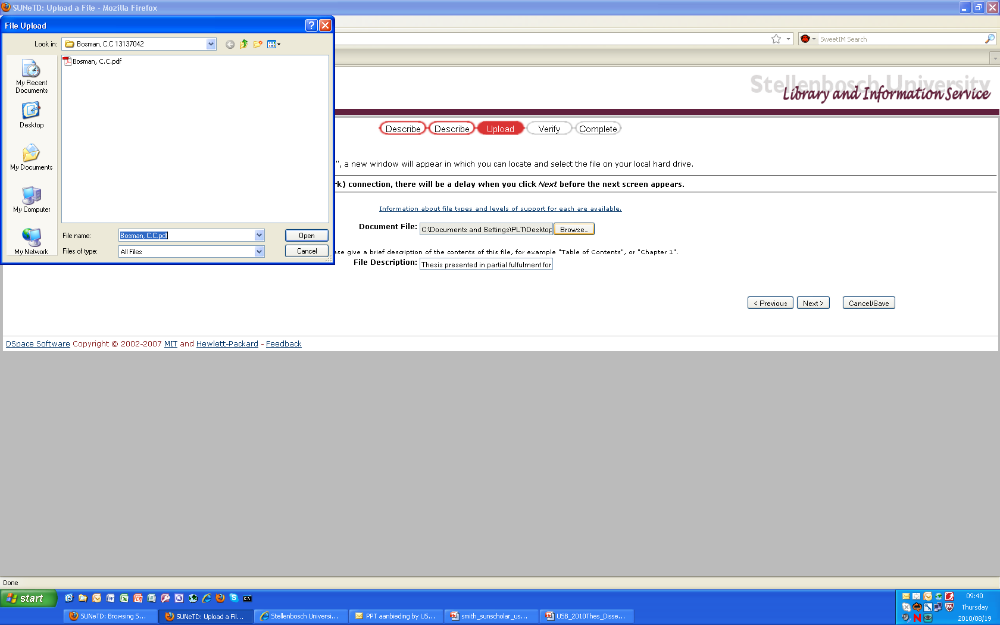 SUNeTD: Upload a File - Mozilla Firefox
File Upload
Look in: Bosman, C.C 13137042
Bosman, C.C.pdf
My Recent
Documents
Desktop
My Documents
My Computer
My Network
File name: Bosman, C.C.pdf
Open
Files of type: All Files
Cancel
SweetIM Search
Stellenbosch University
Library and Information Service
Describe Describe Upload Verify Complete
", a new window will appear in which you can locate and select the file on your local hard drive.
rk) connection, there will be a delay when you click Next before the next screen appears.
Information about file types and levels of support for each are available.
Document File: C:\Documents and Settings\PLT\Desktop Browse...
ase give a brief description of the contents of this file, for example "Table of Contents", or "Chapter 1".
File Description: Thesis presented in partial fulfulment for
< Previous Next > Cancel/Save
DSpace Software Copyright © 2002-2007 MIT and Hewlett-Packard - Feedback
Done
start
SUNeTD: Browsing S...
SUNeTD: Upload a Fil...
Stellenbosch Universi...
PPT aanbieding by US...
smith_sunscholar_us...
USB_2010Thes_Disse...
09:40
Thursday
2010/08/19